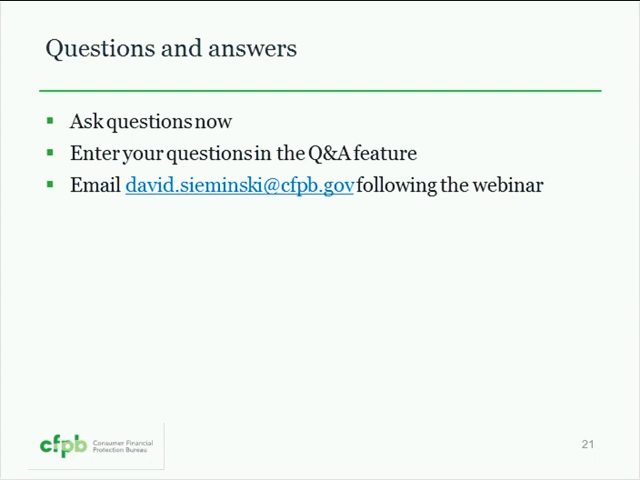 Questions and answers
Ask questions now
Enter your questions in the Q&A feature
Email david.sieminski@cfpb.gov following the webinar
cfpb Consumer Financial
Protection Bureau
21